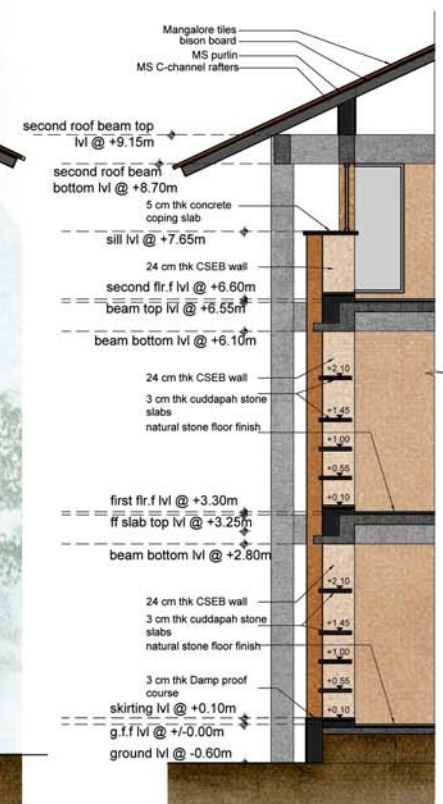 Mangalore tiles
bison board
MS purlin
MS C-channel rafters
second roof beam top
lvl @ +9.15m
second roof beam
bottom lvl @ +8.70m
5 cm thk concrete
coping slab
sill lvl @ +7.65m
24 cm thk CSEB wall
second flr.f lvl @ +6.60m
beam top lvl @ +6.55m
beam bottom lvl @ +6.10m
24 cm thk CSEB wall
+2.10
3 cm thk cuddapah stone
slabs
+1.45
natural stone floor finish
+1.00
+0.55
+0.10
first flr.f lvl @ +3.30m
ff slab top lvl @ +3.25m
beam bottom lvl @ +2.80m
24 cm thk CSEB wall
+2.10
3 cm thk cuddapah stone
slabs
+1.45
natural stone floor finish
+1.00
+0.55
3 cm thk Damp proof
course
+0.10
skirting lvl @ +0.10m
g.f.f lvl @ +/-0.00m
ground lvl @ -0.60m